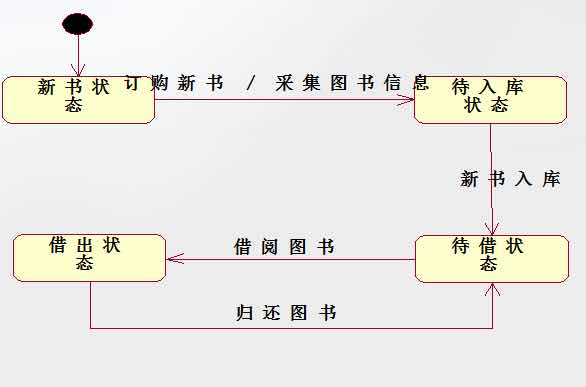 新书状
态
订购新书 / 采集图书信息
待入库
状态
新书入库
借出状
态
借阅图书
待借状
态
归还图书